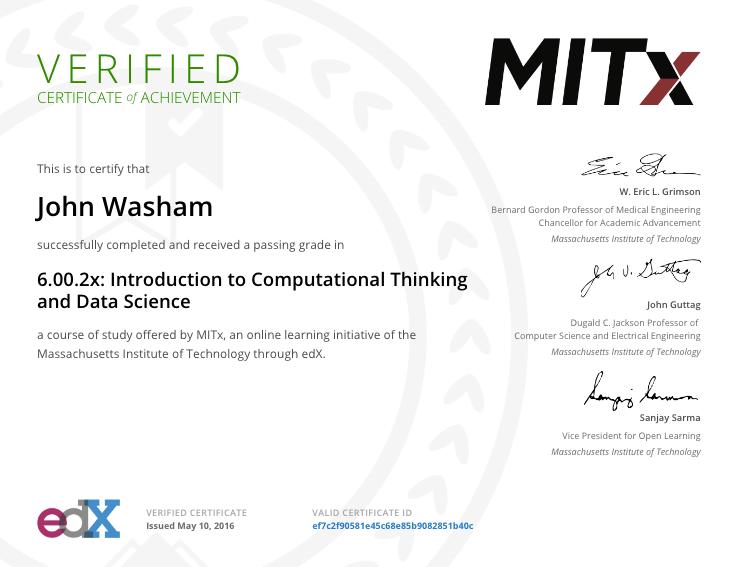 VERIFIED
CERTIFICATE of ACHIEVEMENT
MITx
This is to certify that
John Washam
successfully completed and received a passing grade in
6.00.2x: Introduction to Computational Thinking
and Data Science
a course of study offered by MITx, an online learning initiative of the
Massachusetts Institute of Technology through edX.
W. Eric L. Grimson
Bernard Gordon Professor of Medical Engineering
Chancellor for Academic Advancement
Massachusetts Institute of Technology
John V. Guttag
John Guttag
Dugald C. Jackson Professor of
Computer Science and Electrical Engineering
Massachusetts Institute of Technology
Sanjay Sarma
Sanjay Sarma
Vice President for Open Learning
Massachusetts Institute of Technology
edX
VERIFIED CERTIFICATE
Issued May 10, 2016
VALID CERTIFICATE ID
ef7c2f90581e45c68e85b9082851b40c